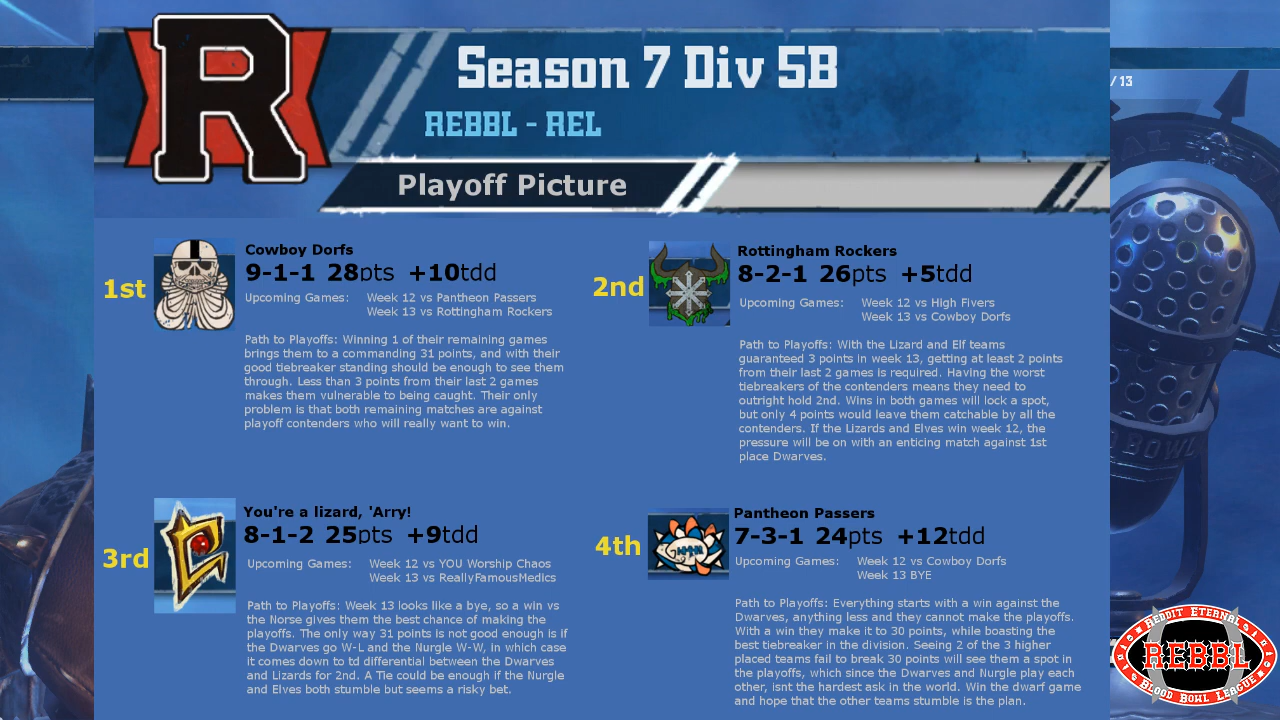 R
Season 7 Div 5B
REBBL - REL
/ 13
Playoff Picture
1st
Cowboy Dorfs
9-1-1 28pts +10tdd
Upcoming Games: Week 12 vs Pantheon Passers
Week 13 vs Rottingham Rockers
Path to Playoffs: Winning 1 of their remaining games
brings them to a commanding 31 points, and with their
good tiebreaker standing should be enough to see them
through. Less than 3 points from their last 2 games
makes them vulnerable to being caught. Their only
problem is that both remaining matches are against
playoff contenders who will really want to win.
2nd
Rottingham Rockers
8-2-1 26pts +5tdd
Upcoming Games: Week 12 vs High Fivers
Week 13 vs Cowboy Dorfs
Path to Playoffs: With the Lizard and Elf teams
guaranteed 3 points in week 13, getting at least 2 points
from their last 2 games is required. Having the worst
tiebreakers of the contenders means they need to
outright hold 2nd. Wins in both games will lock a spot,
but only 4 points would leave them catchable by all the
contenders. If the Lizards and Elves win week 12, the
pressure will be on with an enticing match against 1st
place Dwarves.
3rd
You're a lizard, 'Arry!
8-1-2 25pts +9tdd
Upcoming Games: Week 12 vs YOU Worship Chaos
Week 13 vs ReallyFamousMedics
Path to Playoffs: Week 13 looks like a bye, so a win vs
the Norse gives them the best chance of making the
playoffs. The only way 31 points is not good enough is if
the Dwarves go W-L and the Nurgle W-W, in which case
it comes down to td differential between the Dwarves
and Lizards for 2nd. A Tie could be enough if the Nurgle
and Elves both stumble but seems a risky bet.
4th
Pantheon Passers
7-3-1 24pts +12tdd
Upcoming Games: Week 12 vs Cowboy Dorfs
Week 13 BYE
Path to Playoffs: Everything starts with a win against the
Dwarves, anything less and they cannot make the playoffs.
With a win they make it to 30 points, while boasting the
best tiebreaker in the division. Seeing 2 of the 3 higher
placed teams fail to break 30 points will see them a spot in
the playoffs, which since the Dwarves and Nurgle play each
other, isnt the hardest ask in the world. Win the dwarf game
and hope that the other teams stumble is the plan.
BOWL
REDDIT ETERNAL
REBBL
BLOOD BOWL LEAGUE